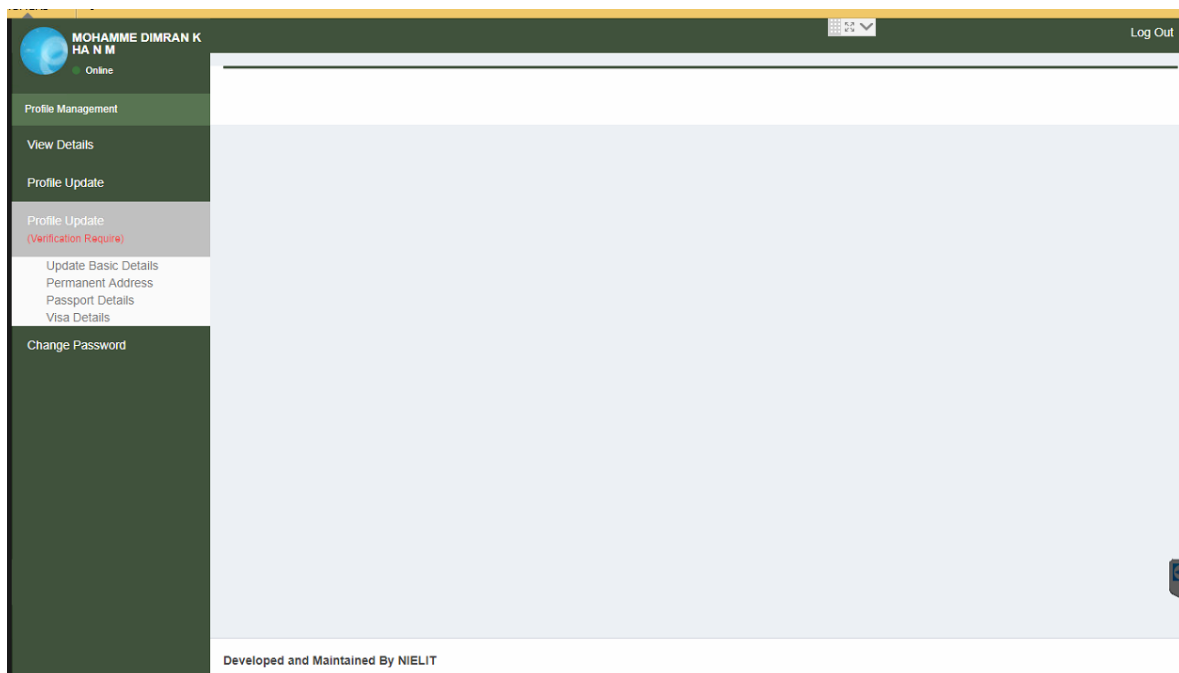 MOHAMME DIMRAN K
HA N M
Online
Log Out
Profile Management
View Details
Profile Update
Profile Update
(Verification Require)
Update Basic Details
Permanent Address
Passport Details
Visa Details
Change Password
Developed and Maintained By NIELIT